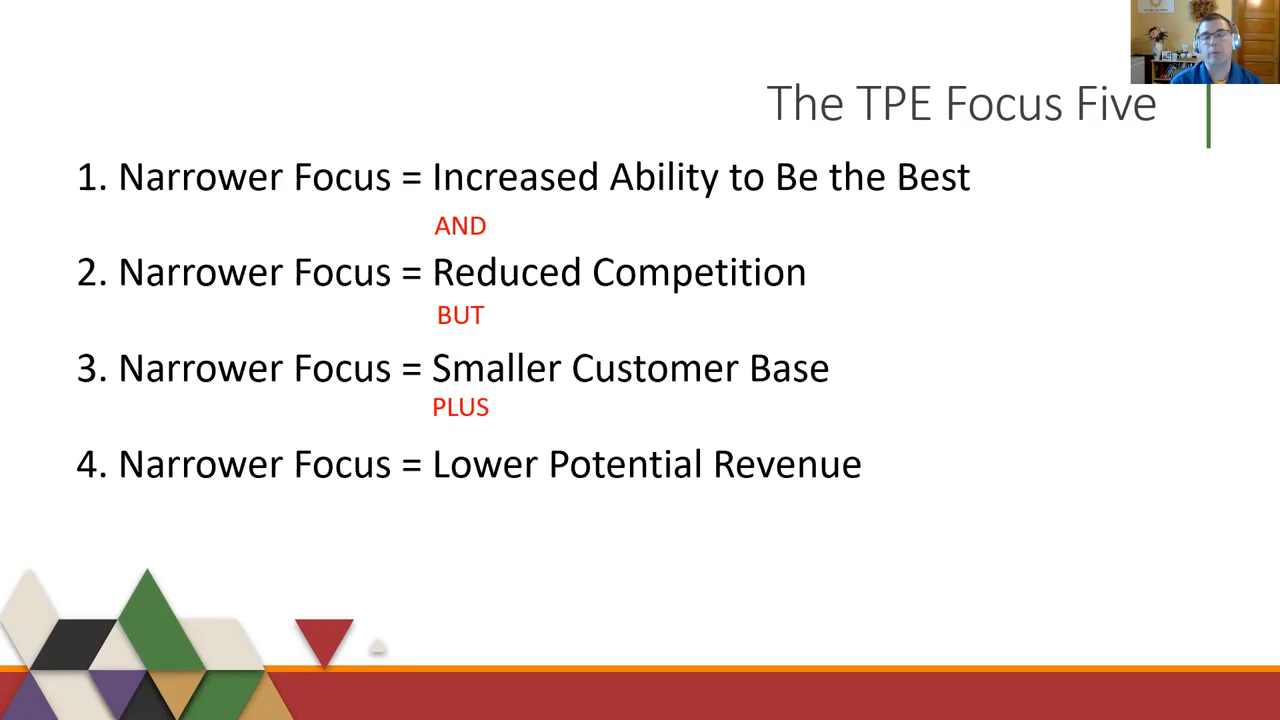 The TPE Focus Five
1. Narrower Focus = Increased Ability to Be the Best
AND
2. Narrower Focus = Reduced Competition
BUT
3. Narrower Focus = Smaller Customer Base
PLUS
4. Narrower Focus = Lower Potential Revenue